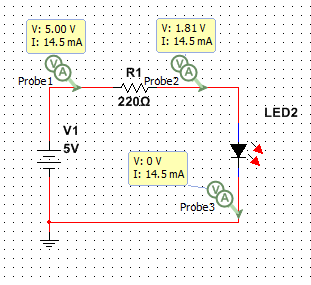 V: 5.00 V
I: 14.5 mA
V: 1.81 V
I: 14.5 mA
V
A
V
A
Probe1
R1
Probe2
220Ω
LED2
V1
5V
V: 0 V
I: 14.5 mA
V
A
Probe3